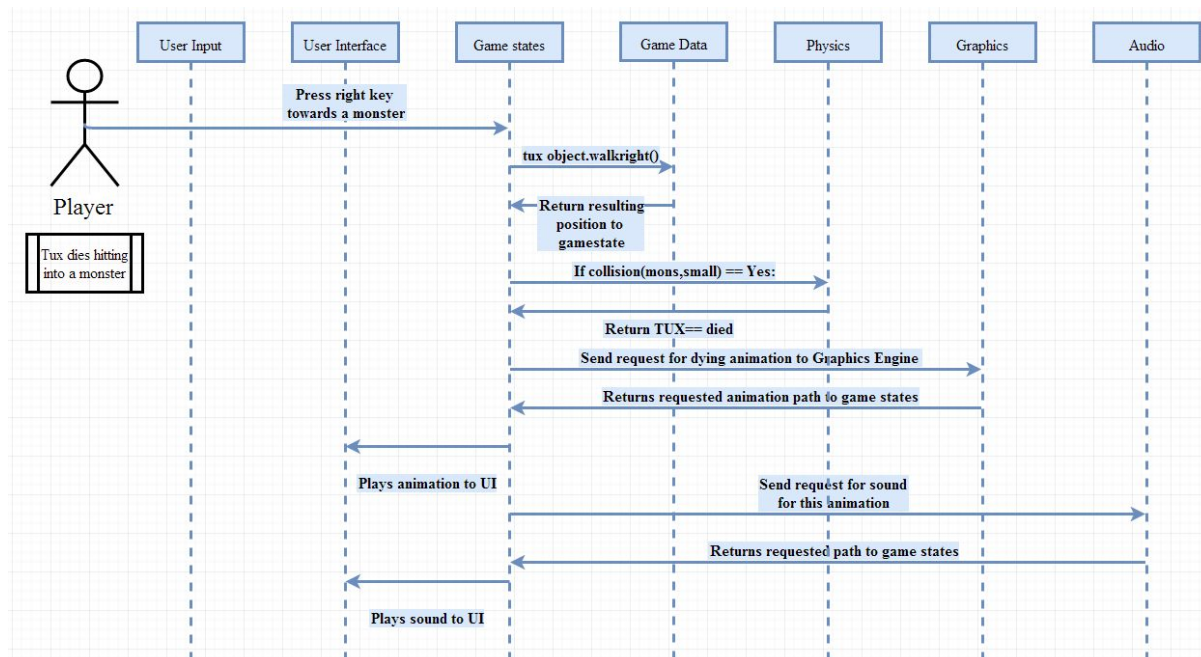 User Input
User Interface
Game states
Game Data
Physics
Graphics
Audio
Press right key
towards a monster
tux object.walkright()
Player
Return resulting
position to
gamestate
Tux dies hitting
into a monster
If collision(mons,small) == Yes:
Return TUX== died
Send request for dying animation to Graphics Engine
Returns requested animation path to game states
Plays animation to UI
Send request for sound
for this animation
Returns requested path to game states
Plays sound to UI